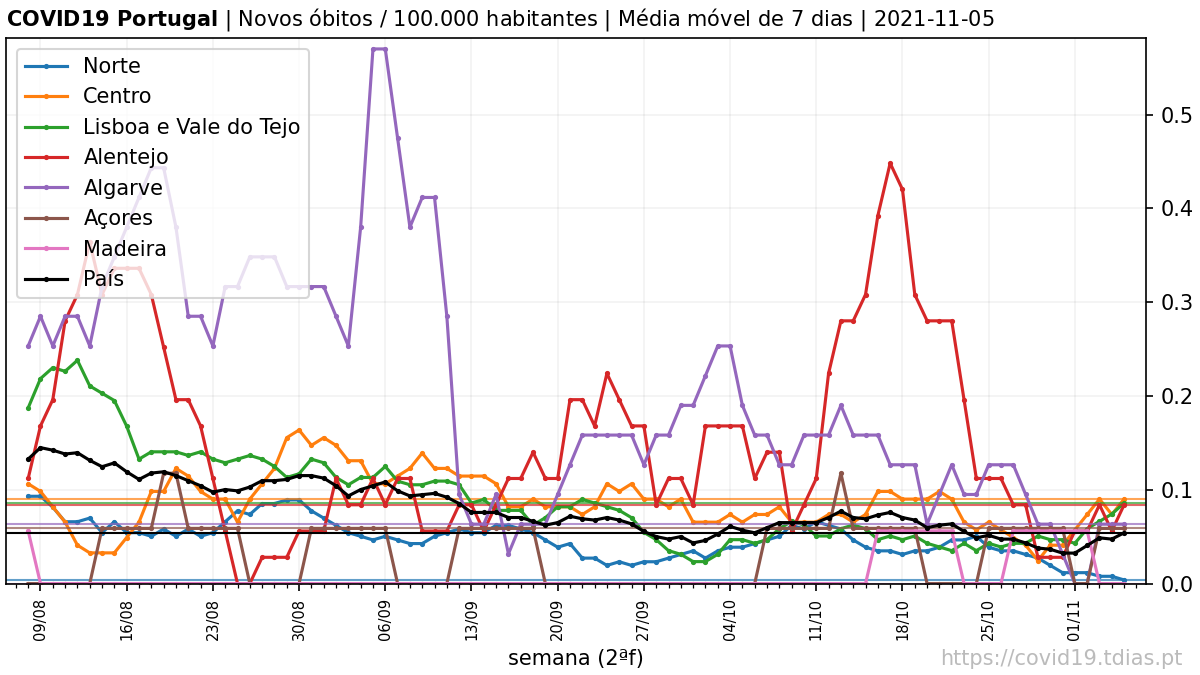 COVID19 Portugal | Novos óbitos / 100.000 habitantes | Média móvel de 7 dias | 2021-11-05
Norte
Centro
Lisboa e Vale do Tejo
Alentejo
Algarve
Açores
Madeira
País
0.5
0.4
0.3
0.2
0.1
0.0
09/08
16/08
23/08
30/08
06/09
13/09
20/09
27/09
04/10
11/10
18/10
25/10
01/11
semana (2ªf)
https://covid19.tdias.pt